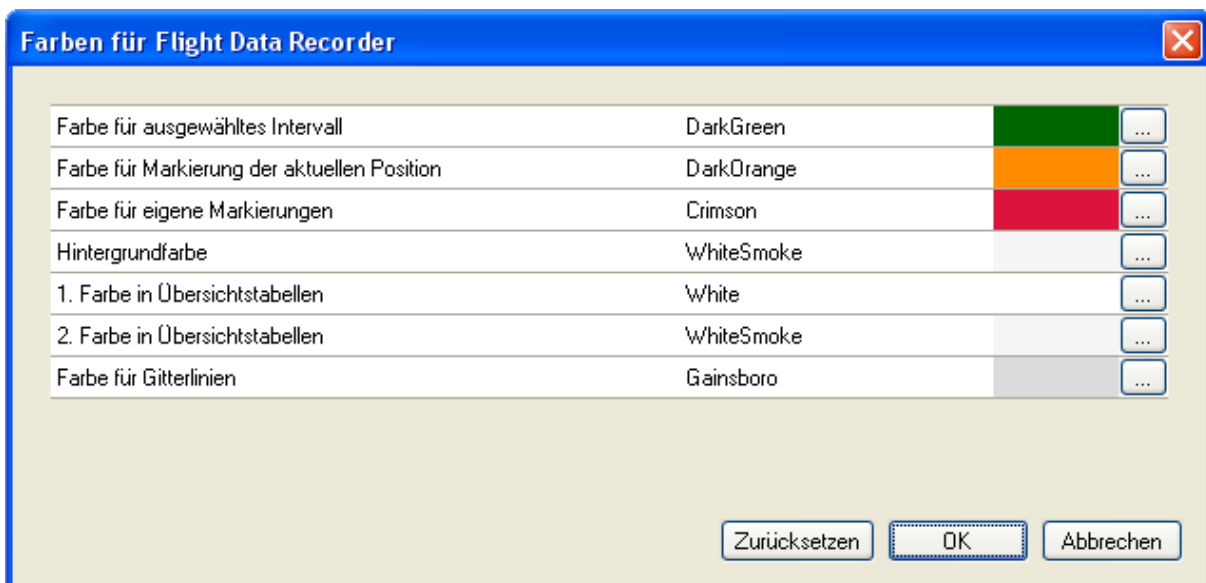 Farben für Flight Data Recorder
Farbe für ausgewähltes Intervall DarkGreen ...
Farbe für Markierung der aktuellen Position DarkOrange ...
Farbe für eigene Markierungen Crimson ...
Hintergrundfarbe WhiteSmoke ...
1. Farbe in Übersichtstabellen White ...
2. Farbe in Übersichtstabellen WhiteSmoke ...
Farbe für Gitterlinien Gainsboro ...
Zurücksetzen OK Abbrechen